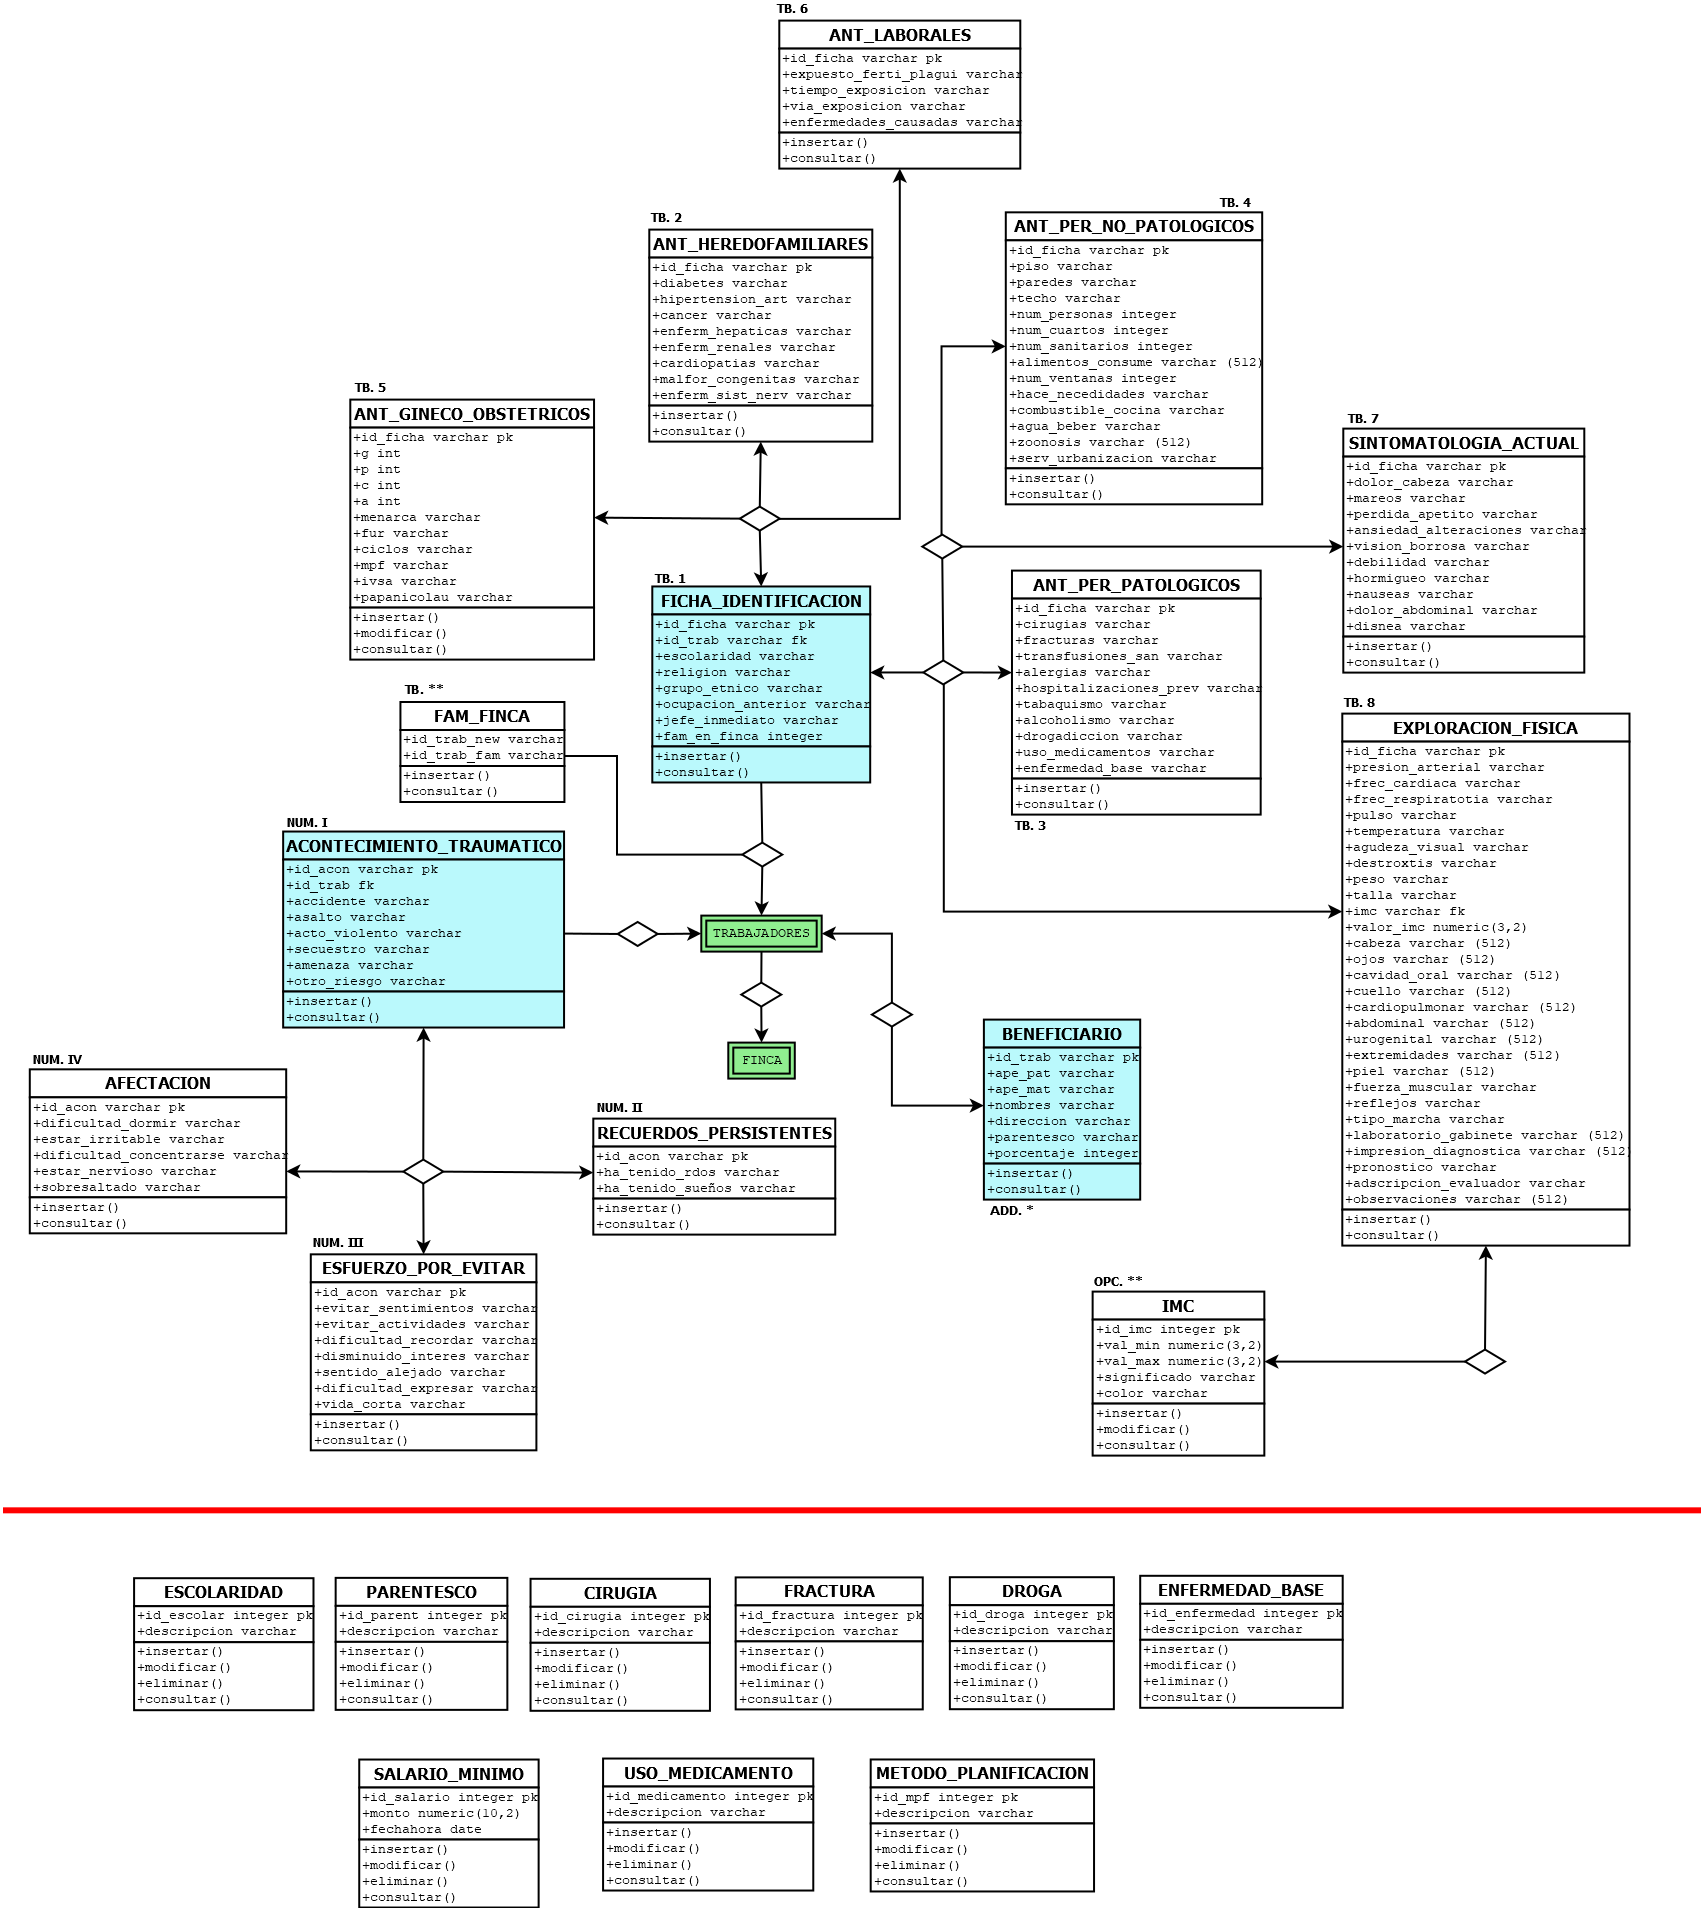 TB. 6
ANT_LABORALES
+id_ficha varchar pk
+expuesto_ferti_plagui varchar
+tiempo_exposicion varchar
+via_exposicion varchar
+enfermedades_causadas varchar
+insertar()
+consultar()
TB. 2
ANT_HEREDOFAMILIARES
+id_ficha varchar pk
+diabetes varchar
+hipertension_art varchar
+cancer varchar
+enferm_hepaticas varchar
+enferm_renales varchar
+cardiopatias varchar
+malfor_congenitas varchar
+enferm_sist_nerv varchar
+insertar()
+consultar()
TB. 4
ANT_PER_NO_PATOLOGICOS
+id_ficha varchar pk
+piso varchar
+paredes varchar
+techo varchar
+num_personas integer
+num_cuartos integer
+num_sanitarios integer
+alimentos_consume varchar (512)
+num_ventanas integer
+hace_necedidades varchar
+combustible_cocina varchar
+agua_beber varchar
+zoonosis varchar (512)
+serv_urbanizacion varchar
+insertar()
+consultar()
TB. 5
ANT_GINECO_OBSTETRICOS
+id_ficha varchar pk
+g int
+p int
+c int
+a int
+menarca varchar
+fur varchar
+ciclos varchar
+mpf varchar
+ivsa varchar
+papanicolau varchar
+insertar()
+modificar()
+consultar()
TB. 7
SINTOMATOLOGIA_ACTUAL
+id_ficha varchar pk
+dolor_cabeza varchar
+mareos varchar
+perdida_apetito varchar
+ansiedad_alteraciones varchar
+vision_borrosa varchar
+debilidad varchar
+hormigueo varchar
+nauseas varchar
+dolor_abdominal varchar
+disnea varchar
+insertar()
+consultar()
TB. 1
FICHA_IDENTIFICACION
+id_ficha varchar pk
+id_trab varchar fk
+escolaridad varchar
+religion varchar
+grupo_etnico varchar
+ocupacion_anterior varchar
+jefe_inmediato varchar
+fam_en_finca integer
+insertar()
+consultar()
ANT_PER_PATOLOGICOS
+id_ficha varchar pk
+cirugias varchar
+fracturas varchar
+transfusiones_san varchar
+alergias varchar
+hospitalizaciones_prev varchar
+tabaquismo varchar
+alcoholismo varchar
+drogadiccion varchar
+uso_medicamentos varchar
+enfermedad_base varchar
+insertar()
+consultar()
TB. 3
TB. **
FAM_FINCA
+id_trab_new varchar
+id_trab_fam varchar
+insertar()
+consultar()
TB. 8
EXPLORACION_FISICA
+id_ficha varchar pk
+presion_arterial varchar
+frec_cardiaca varchar
+frec_respiratotia varchar
+pulso varchar
+temperatura varchar
+agudeza_visual varchar
+destroxtis varchar
+peso varchar
+talla varchar
+imc varchar fk
+valor_imc numeric(3,2)
+cabeza varchar (512)
+ojos varchar (512)
+cavidad_oral varchar (512)
+cuello varchar (512)
+cardiopulmonar varchar (512)
+abdominal varchar (512)
+urogenital varchar (512)
+extremidades varchar (512)
+piel varchar (512)
+fuerza_muscular varchar
+reflejos varchar
+tipo_marcha varchar
+laboratorio_gabinete varchar (512)
+impresion_diagnostica varchar (512)
+pronostico varchar
+adscripcion_evaluador varchar
+observaciones varchar (512)
+insertar()
+consultar()
NUM. I
ACONTECIMIENTO_TRAUMATICO
+id_acon varchar pk
+id_trab fk
+accidente varchar
+asalto varchar
+acto_violento varchar
+secuestro varchar
+amenaza varchar
+otro_riesgo varchar
+insertar()
+consultar()
TRABAJADORES
FINCA
BENEFICIARIO
+id_trab varchar pk
+ape_pat varchar
+ape_mat varchar
+nombres varchar
+direccion varchar
+parentesco varchar
+porcentaje integer
+insertar()
+consultar()
ADD. *
NUM. IV
AFECTACION
+id_acon varchar pk
+dificultad_dormir varchar
+estar_irritable varchar
+dificultad_concentrarse varchar
+estar_nervioso varchar
+sobresaltado varchar
+insertar()
+consultar()
NUM. II
RECUERDOS_PERSISTENTES
+id_acon varchar pk
+ha_tenido_rdos varchar
+ha_tenido_sueños varchar
+insertar()
+consultar()
NUM. III
ESFUERZO_POR_EVITAR
+id_acon varchar pk
+evitar_sentimientos varchar
+evitar_actividades varchar
+dificultad_recordar varchar
+disminuido_interes varchar
+sentido_alejado varchar
+dificultad_expresar varchar
+vida_corta varchar
+insertar()
+consultar()
OPC. **
IMC
+id_imc integer pk
+val_min numeric(3,2)
+val_max numeric(3,2)
+significado varchar
+color varchar
+insertar()
+modificar()
+consultar()
ESCOLARIDAD
+id_escolar integer pk
+descripcion varchar
+insertar()
+modificar()
+eliminar()
+consultar()
PARENTESCO
+id_parent integer pk
+descripcion varchar
+insertar()
+modificar()
+eliminar()
+consultar()
CIRUGIA
+id_cirugia integer pk
+descripcion varchar
+insertar()
+modificar()
+eliminar()
+consultar()
FRACTURA
+id_fractura integer pk
+descripcion varchar
+insertar()
+modificar()
+eliminar()
+consultar()
DROGA
+id_droga integer pk
+descripcion varchar
+insertar()
+modificar()
+eliminar()
+consultar()
ENFERMEDAD_BASE
+id_enfermedad integer pk
+descripcion varchar
+insertar()
+modificar()
+eliminar()
+consultar()
SALARIO_MINIMO
+id_salario integer pk
+monto numeric(10,2)
+fechahora date
+insertar()
+modificar()
+eliminar()
+consultar()
USO_MEDICAMENTO
+id_medicamento integer pk
+descripcion varchar
+insertar()
+modificar()
+eliminar()
+consultar()
METODO_PLANIFICACION
+id_mpf integer pk
+descripcion varchar
+insertar()
+modificar()
+eliminar()
+consultar()